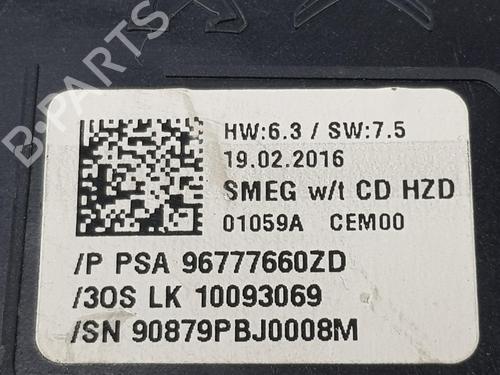 HW:6.3 / SW:7.5
19.02.2016
SMEG w/t CD HZD
01059A CEM00
/P PSA 96777660ZD
/3OS LK 10093069
/SN 90879PBJ0008M
B-PARTS